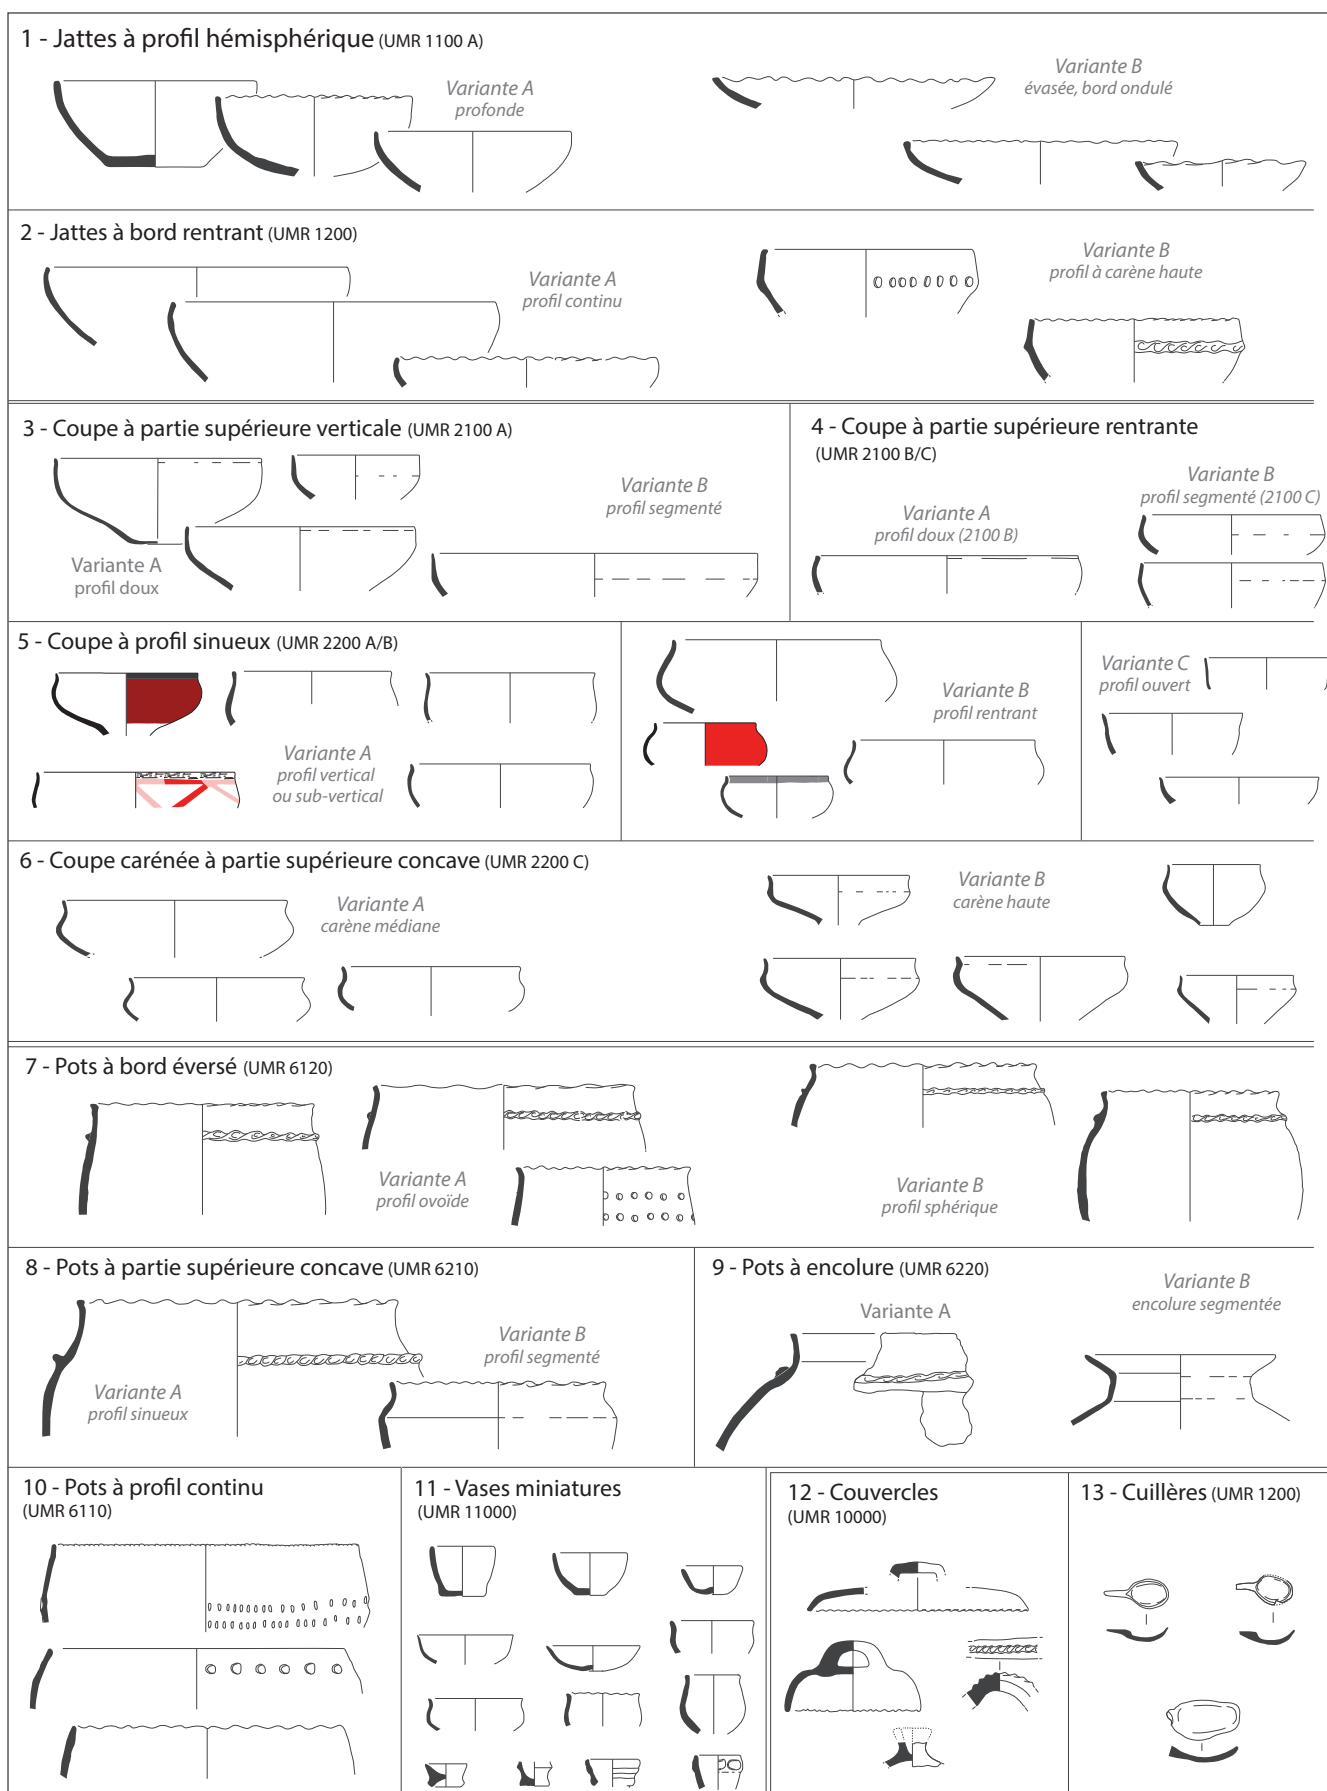 1 - Jattes à profil hémisphérique (UMR 1100 A)
Variante A
profonde
Variante B
évasée, bord ondulé
2 - Jattes à bord rentrant (UMR 1200)
Variante A
profil continu
Variante B
profil à carène haute
3 - Coupe à partie supérieure verticale (UMR 2100 A)
Variante A
profil doux
Variante B
profil segmenté
4 - Coupe à partie supérieure rentrante
(UMR 2100 B/C)
Variante A
profil doux (2100 B)
Variante B
profil segmenté (2100 C)
5 - Coupe à profil sinueux (UMR 2200 A/B)
Variante A
profil vertical
ou sub-vertical
Variante B
profil rentrant
Variante C
profil ouvert
6 - Coupe carénée à partie supérieure concave (UMR 2200 C)
Variante A
carène médiane
Variante B
carène haute
7 - Pots à bord éversé (UMR 6120)
Variante A
profil ovoïde
Variante B
profil sphérique
8 - Pots à partie supérieure concave (UMR 6210)
Variante A
profil sinueux
Variante B
profil segmenté
9 - Pots à encolure (UMR 6220)
Variante A
Variante B
encolure segmentée
10 - Pots à profil continu
(UMR 6110)
11 - Vases miniatures
(UMR 11000)
12 - Couvercles
(UMR 10000)
13 - Cuillères (UMR 1200)